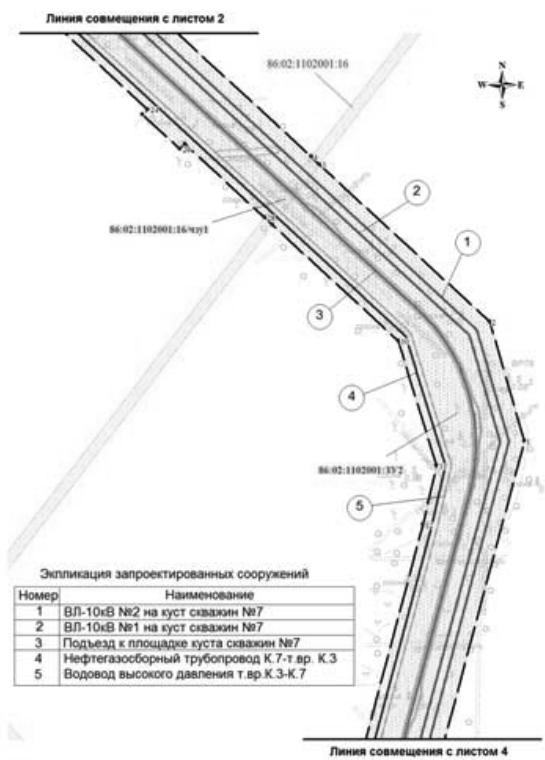 Линия совмещения с листом 2
86:02:1102001:16
N
W E
S
86:02:1102001:16/чзу1
2
1
3
4
86:02:1102001:ЗУ2
5
Экпликация запроектированных сооружений
Номер Наименование
1 ВЛ-10кВ №2 на куст скважин №7
2 ВЛ-10кВ №1 на куст скважин №7
3 Подъезд к площадке куста скважин №7
4 Нефтегазосборный трубопровод К.7-т.вр. К.3
5 Водовод высокого давления т.вр.К.3-К.7
Линия совмещения с листом 4